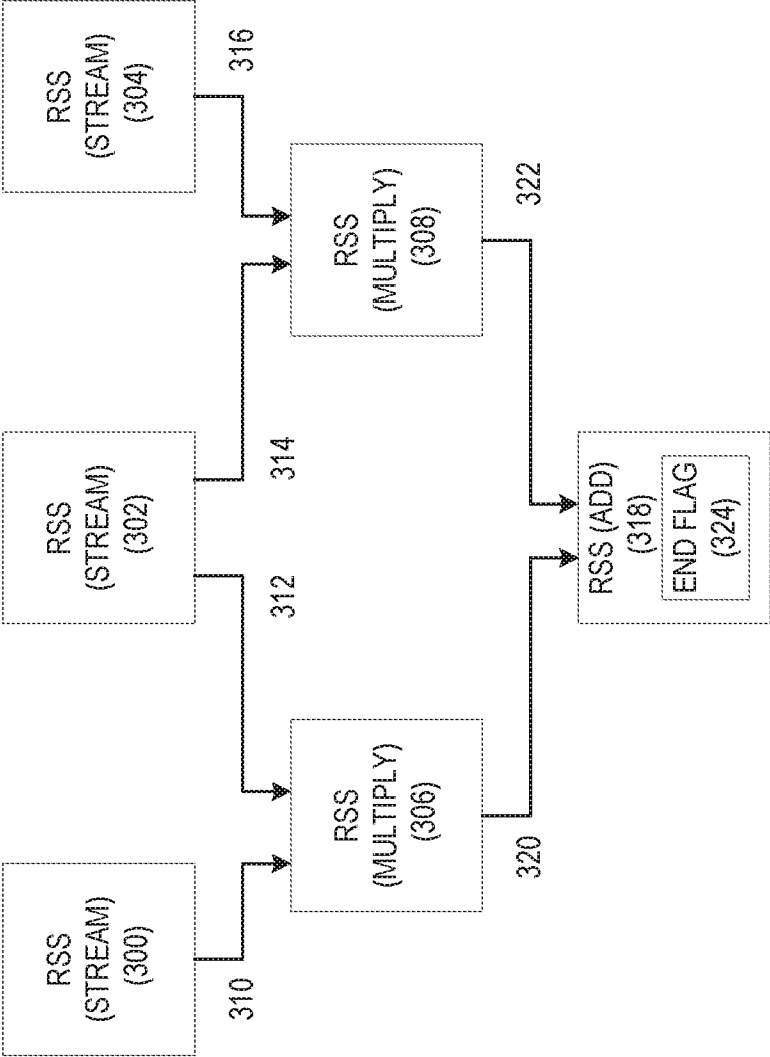 RSS
(STREAM)
(300)
RSS
(STREAM)
(302)
RSS
(STREAM)
(304)
310
312
314
316
RSS
(MULTIPLY)
(306)
RSS
(MULTIPLY)
(308)
320
322
RSS (ADD)
(318)
END FLAG
(324)